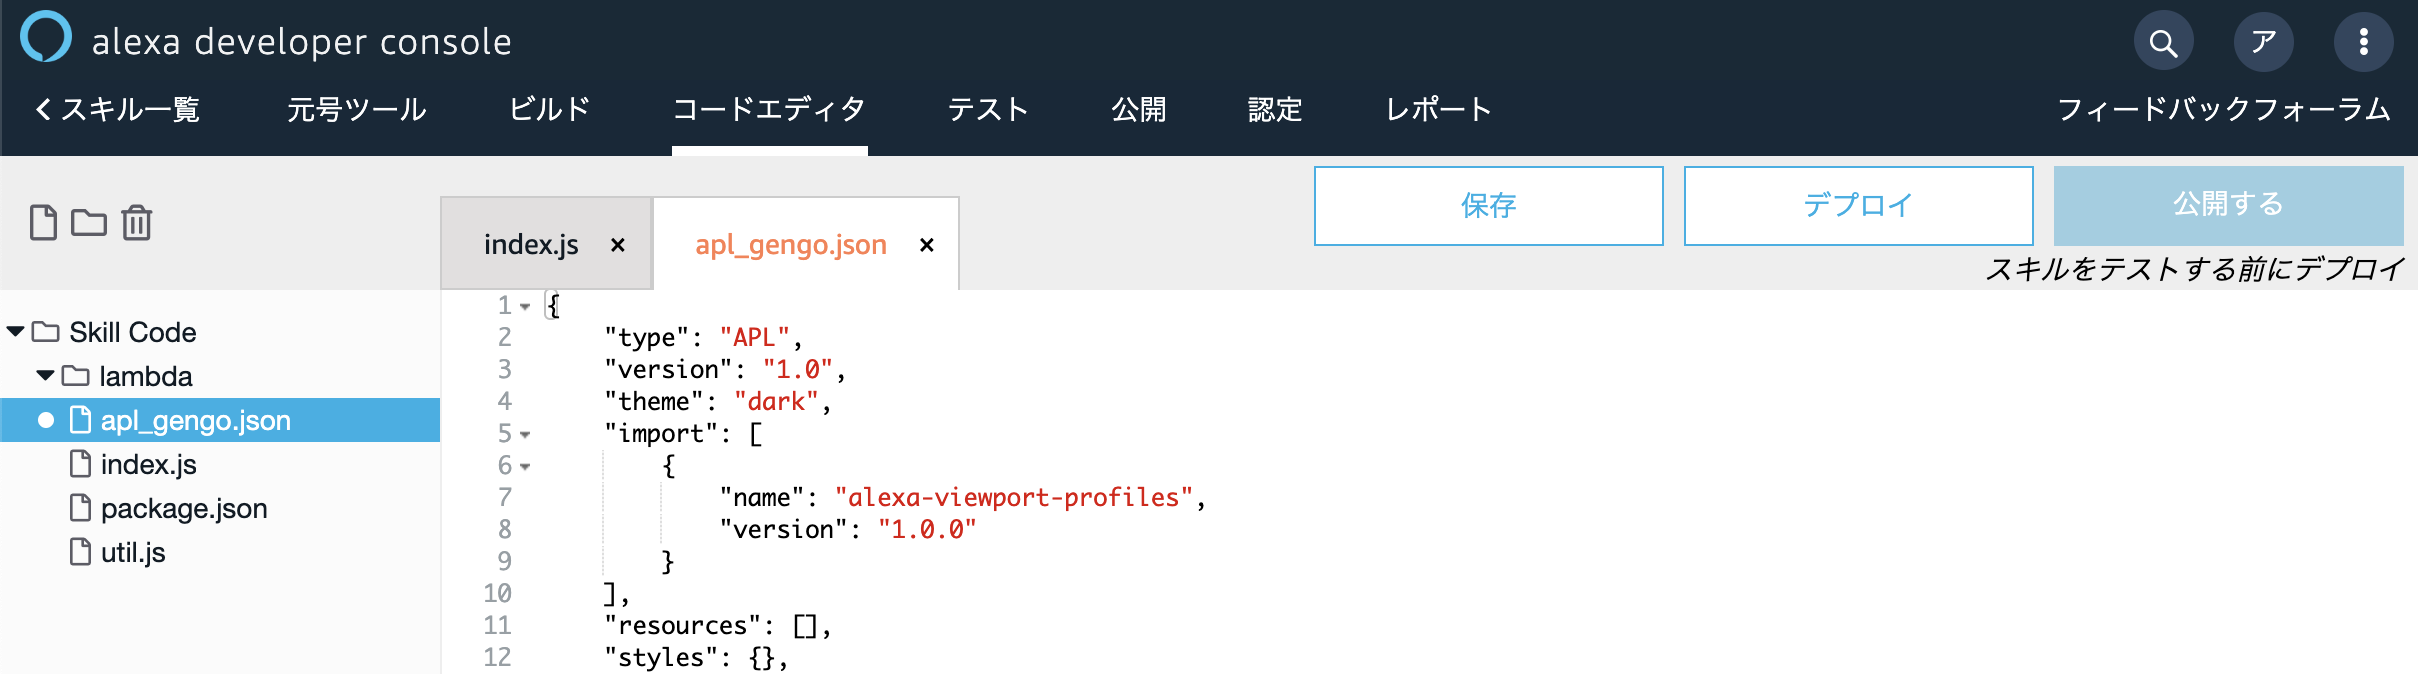 alexa developer console
ア
スキル一覧
元号ツール
ビルド
コードエディタ
テスト
公開
認定
レポート
フィードバックフォーラム
保存
デプロイ
公開する
スキルをテストする前にデプロイ
index.js ×
apl_gengo.json ×
Skill Code
lambda
apl_gengo.json
index.js
package.json
util.js
1 {
2     "type": "APL",
3     "version": "1.0",
4     "theme": "dark",
5     "import": [
6         {
7             "name": "alexa-viewport-profiles",
8             "version": "1.0.0"
9         }
10     ],
11     "resources": [],
12     "styles": {},